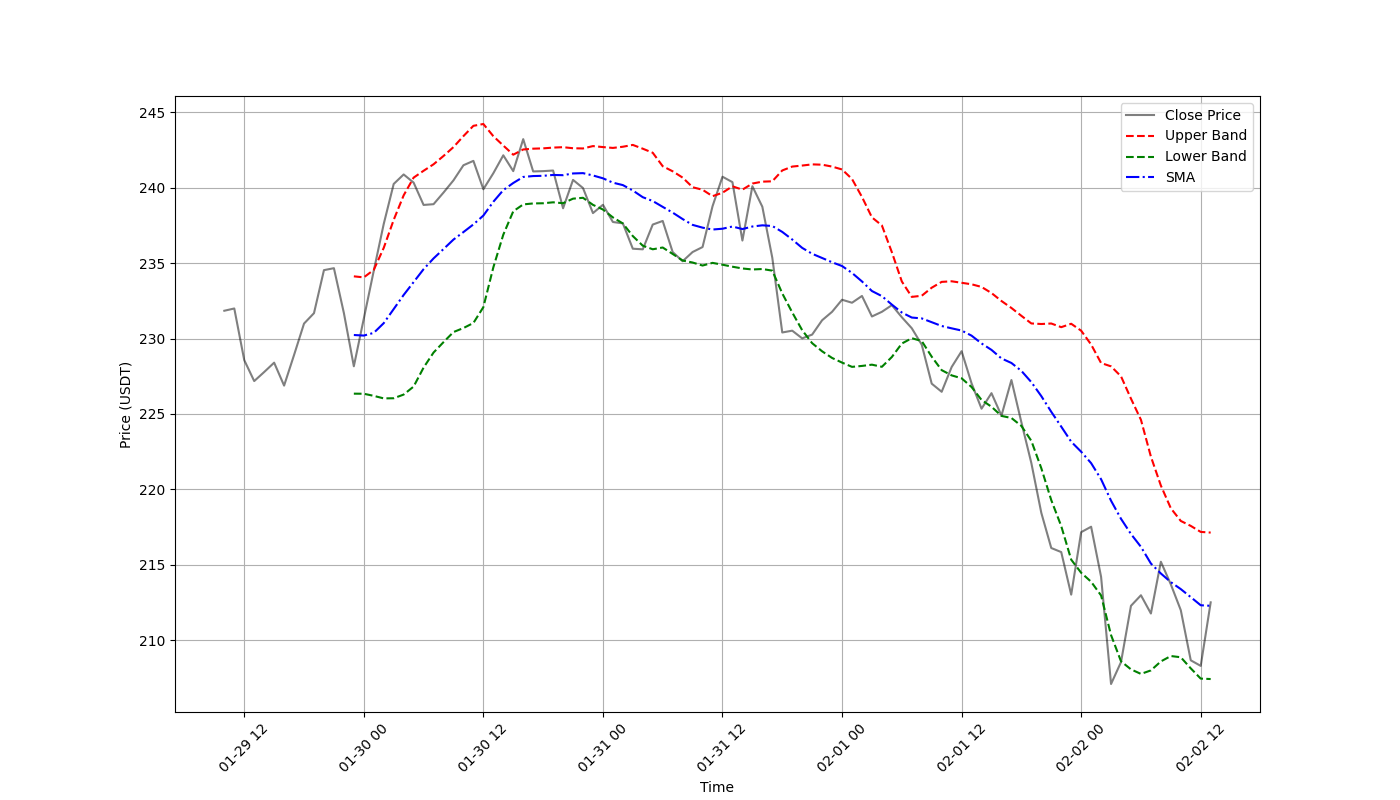 Close Price
Upper Band
Lower Band
SMA
245
240
235
230
225
220
215
210
Price (USDT)
01-29 12
01-30 00
01-30 12
01-31 00
01-31 12
02-01 00
02-01 12
02-02 00
02-02 12
Time